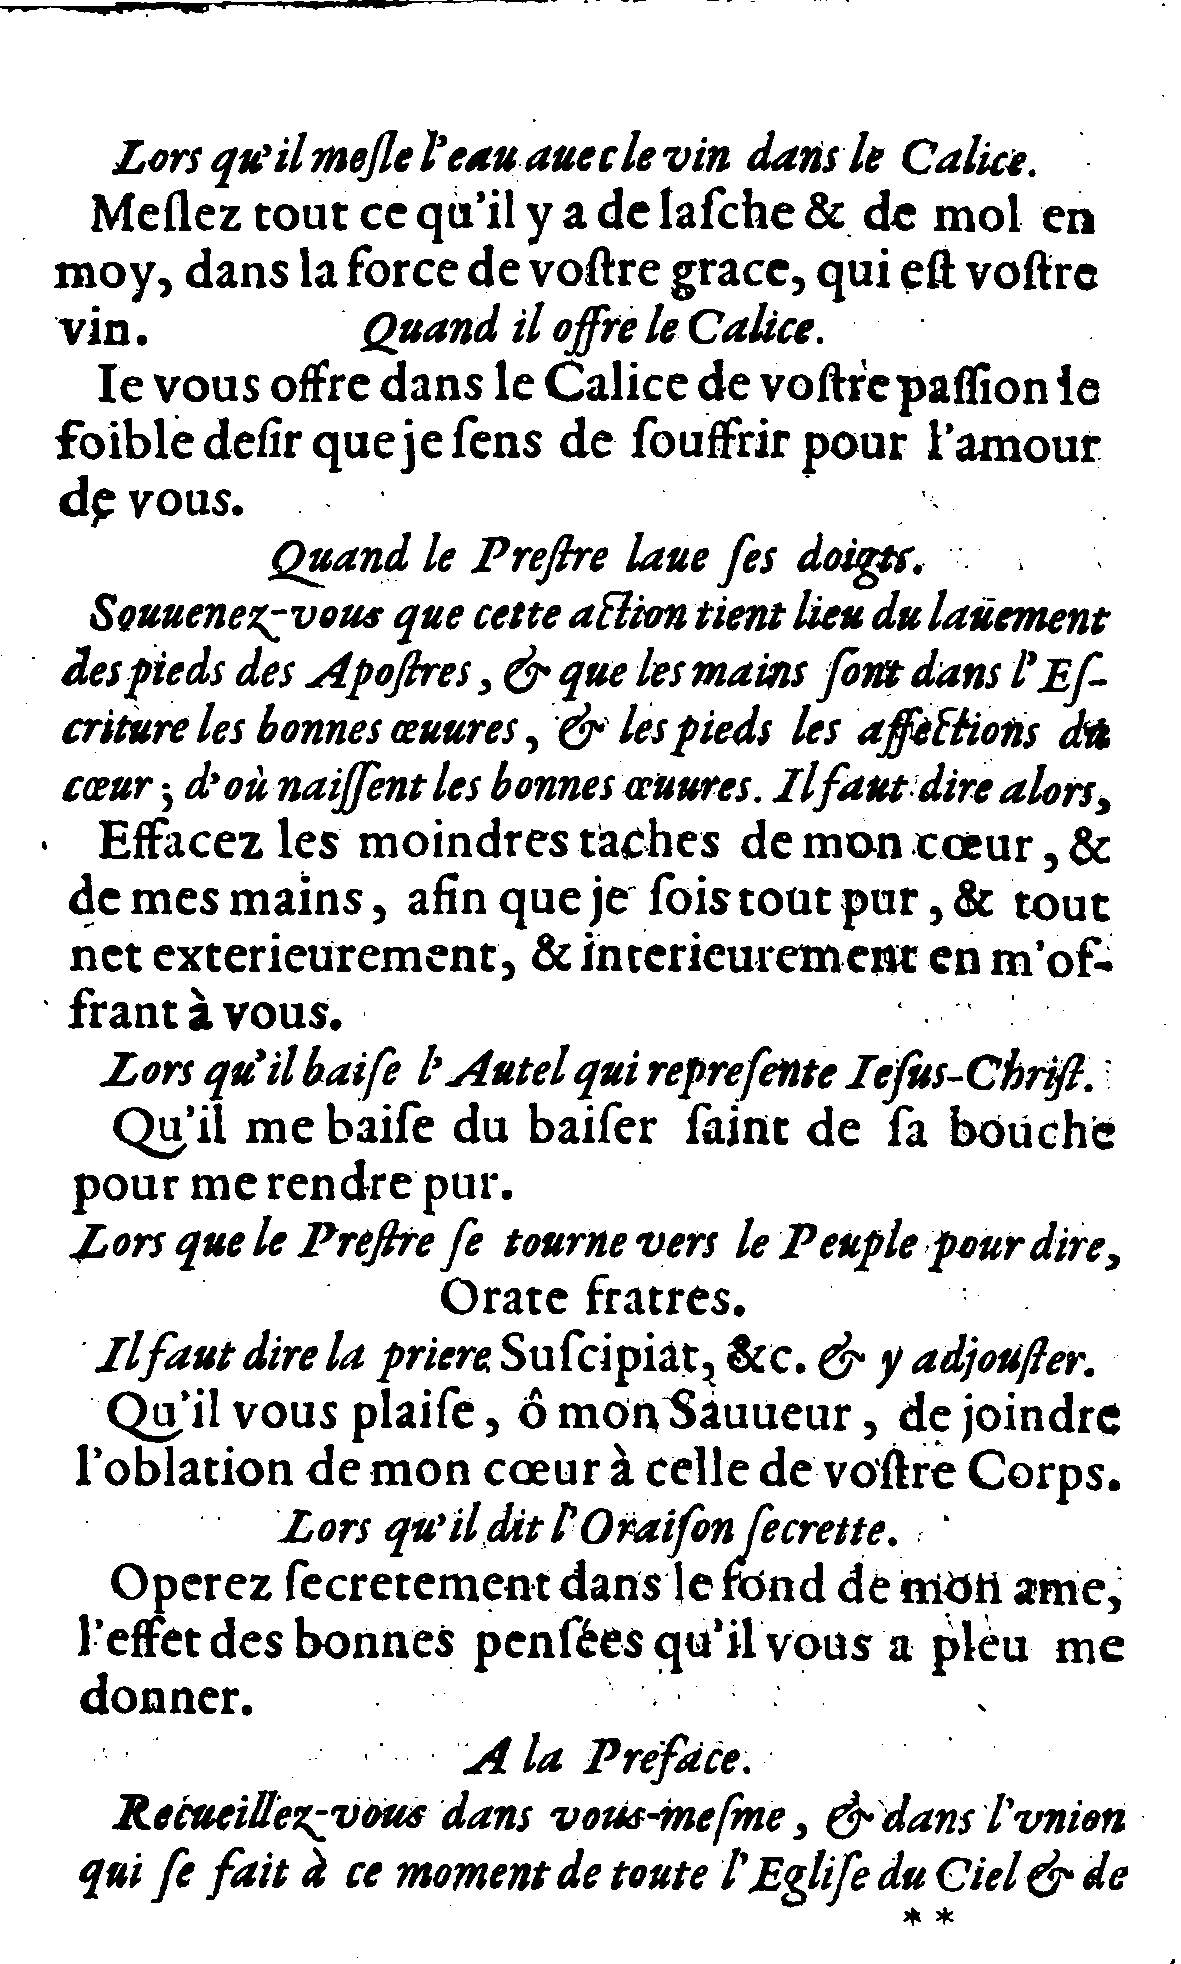 Lors qu'il meſle l'eau auec le vin dans le Calice.
Meſlez tout ce qu'il y a de laſche & de mol en
moy, dans la force de voſtre grace, qui eſt voſtre
vin. Quand il offre le Calice.
Ie vous offre dans le Calice de voſtre paſſion le
foible deſir que je ſens de ſouffrir pour l'amour
de vous.
Quand le Preſtre laue ſes doigts.
Souuenez-vous que cette action tient lieu du lauement
des pieds des Apoſtres, & que les mains ſont dans l'Eſ-
criture les bonnes œuures, & les pieds les affections du
cœur; d'où naiſſent les bonnes œuures. Il faut dire alors,
Effacez les moindres taches de mon cœur, &
de mes mains, afin que je ſois tout pur, & tout
net exterieurement, & interieurement en m'of-
frant à vous.
Lors qu'il baiſe l'Autel qui repreſente Ieſus-Chriſt.
Qu'il me baiſe du baiſer ſaint de ſa bouche
pour me rendre pur.
Lors que le Preſtre ſe tourne vers le Peuple pour dire,
Orate fratres.
Il faut dire la priere Suſcipiat, &c. & y adjouſter.
Qu'il vous plaiſe, ô mon Sauueur, de joindre
l'oblation de mon cœur à celle de voſtre Corps.
Lors qu'il dit l'Oraiſon ſecrette.
Operez ſecretement dans le fond de mon ame,
l'effet des bonnes penſées qu'il vous a pleu me
donner.
A la Preface.
Recueillez-vous dans vous-meſme, & dans l'vnion
qui ſe fait à ce moment de toute l'Egliſe du Ciel & de
* *